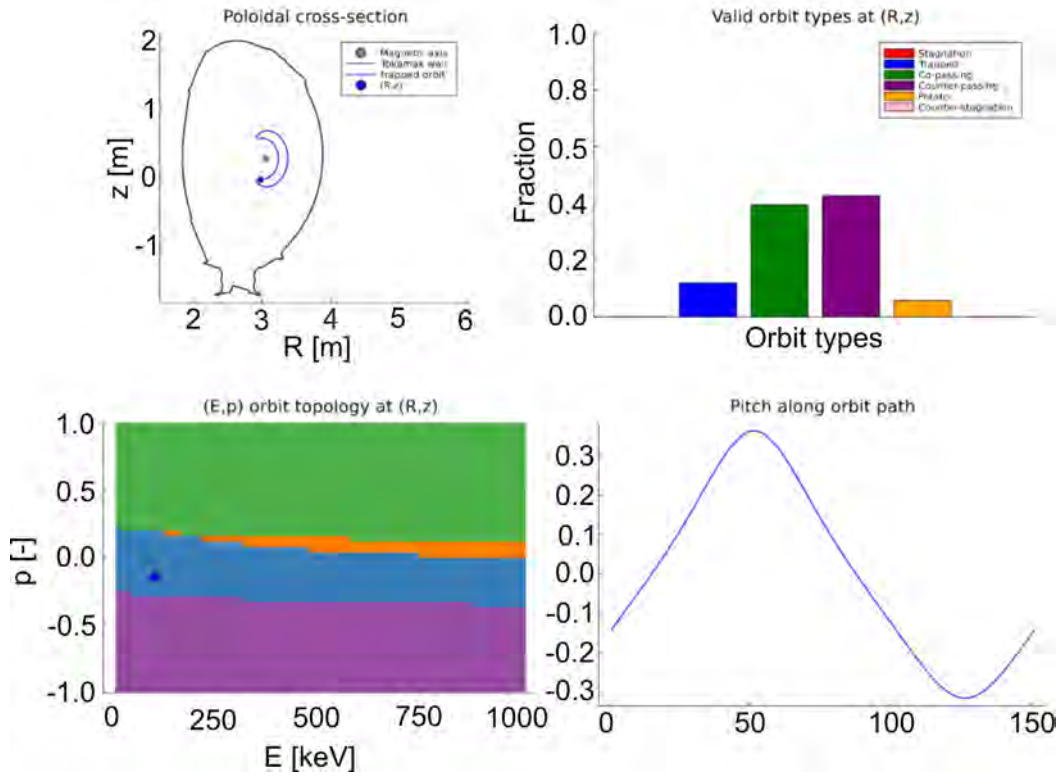 Poloidal cross-section
2
1
0
-1
z [m]
Magnetic axis
Tokamak wall
Trapped orbit
(R,z)
2 3 4 5 6
R [m]
Valid orbit types at (R,z)
1.0
0.8
0.5
0.4
0.2
0.0
Fraction
Stagnation
Trapped
Co-passing
Counter-passing
Potato
Counter-stagnation
Orbit types
(E,p) orbit topology at (R,z)
1.0
0.5
0.0
-0.5
-1.0
p [-]
0 250 500 750 1000
E [keV]
Pitch along orbit path
0.3
0.2
0.1
0.0
-0.1
-0.2
-0.3
0 50 100 150